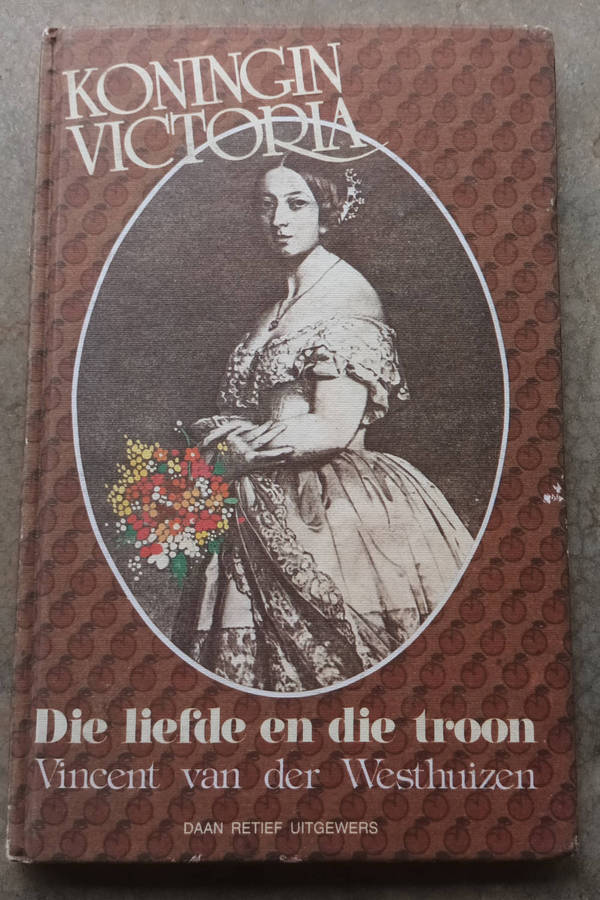 KONINGIN
VICTORIA
Die liefde en die troon
Vincent van der Westhuizen
DAAN RETIEF UITGEWERS